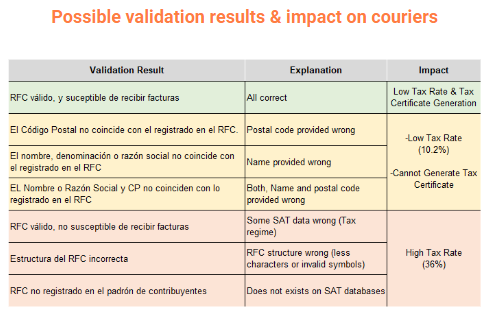 Possible validation results & impact on couriers
Validation Result
Explanation
Impact
RFC válido, y suceptible de recibir facturas
All correct
Low Tax Rate & Tax
Certificate Generation
El Código Postal no coincide con el registrado en el RFC.
Postal code provided wrong
El nombre, denominación o razón social no coincide con
el registrado en el RFC
Name provided wrong
EL Nombre o Razón Social y CP no coinciden con lo
registrado en el RFC
Both, Name and postal code
provided wrong
-Low Tax Rate
(10.2%)
-Cannot Generate Tax
Certificate
RFC válido, no susceptible de recibir facturas
Some SAT data wrong (Tax
regime)
Estructura del RFC incorrecta
RFC structure wrong (less
characters or invalid symbols)
RFC no registrado en el padrón de contribuyentes
Does not exists on SAT databases
High Tax Rate
(36%)